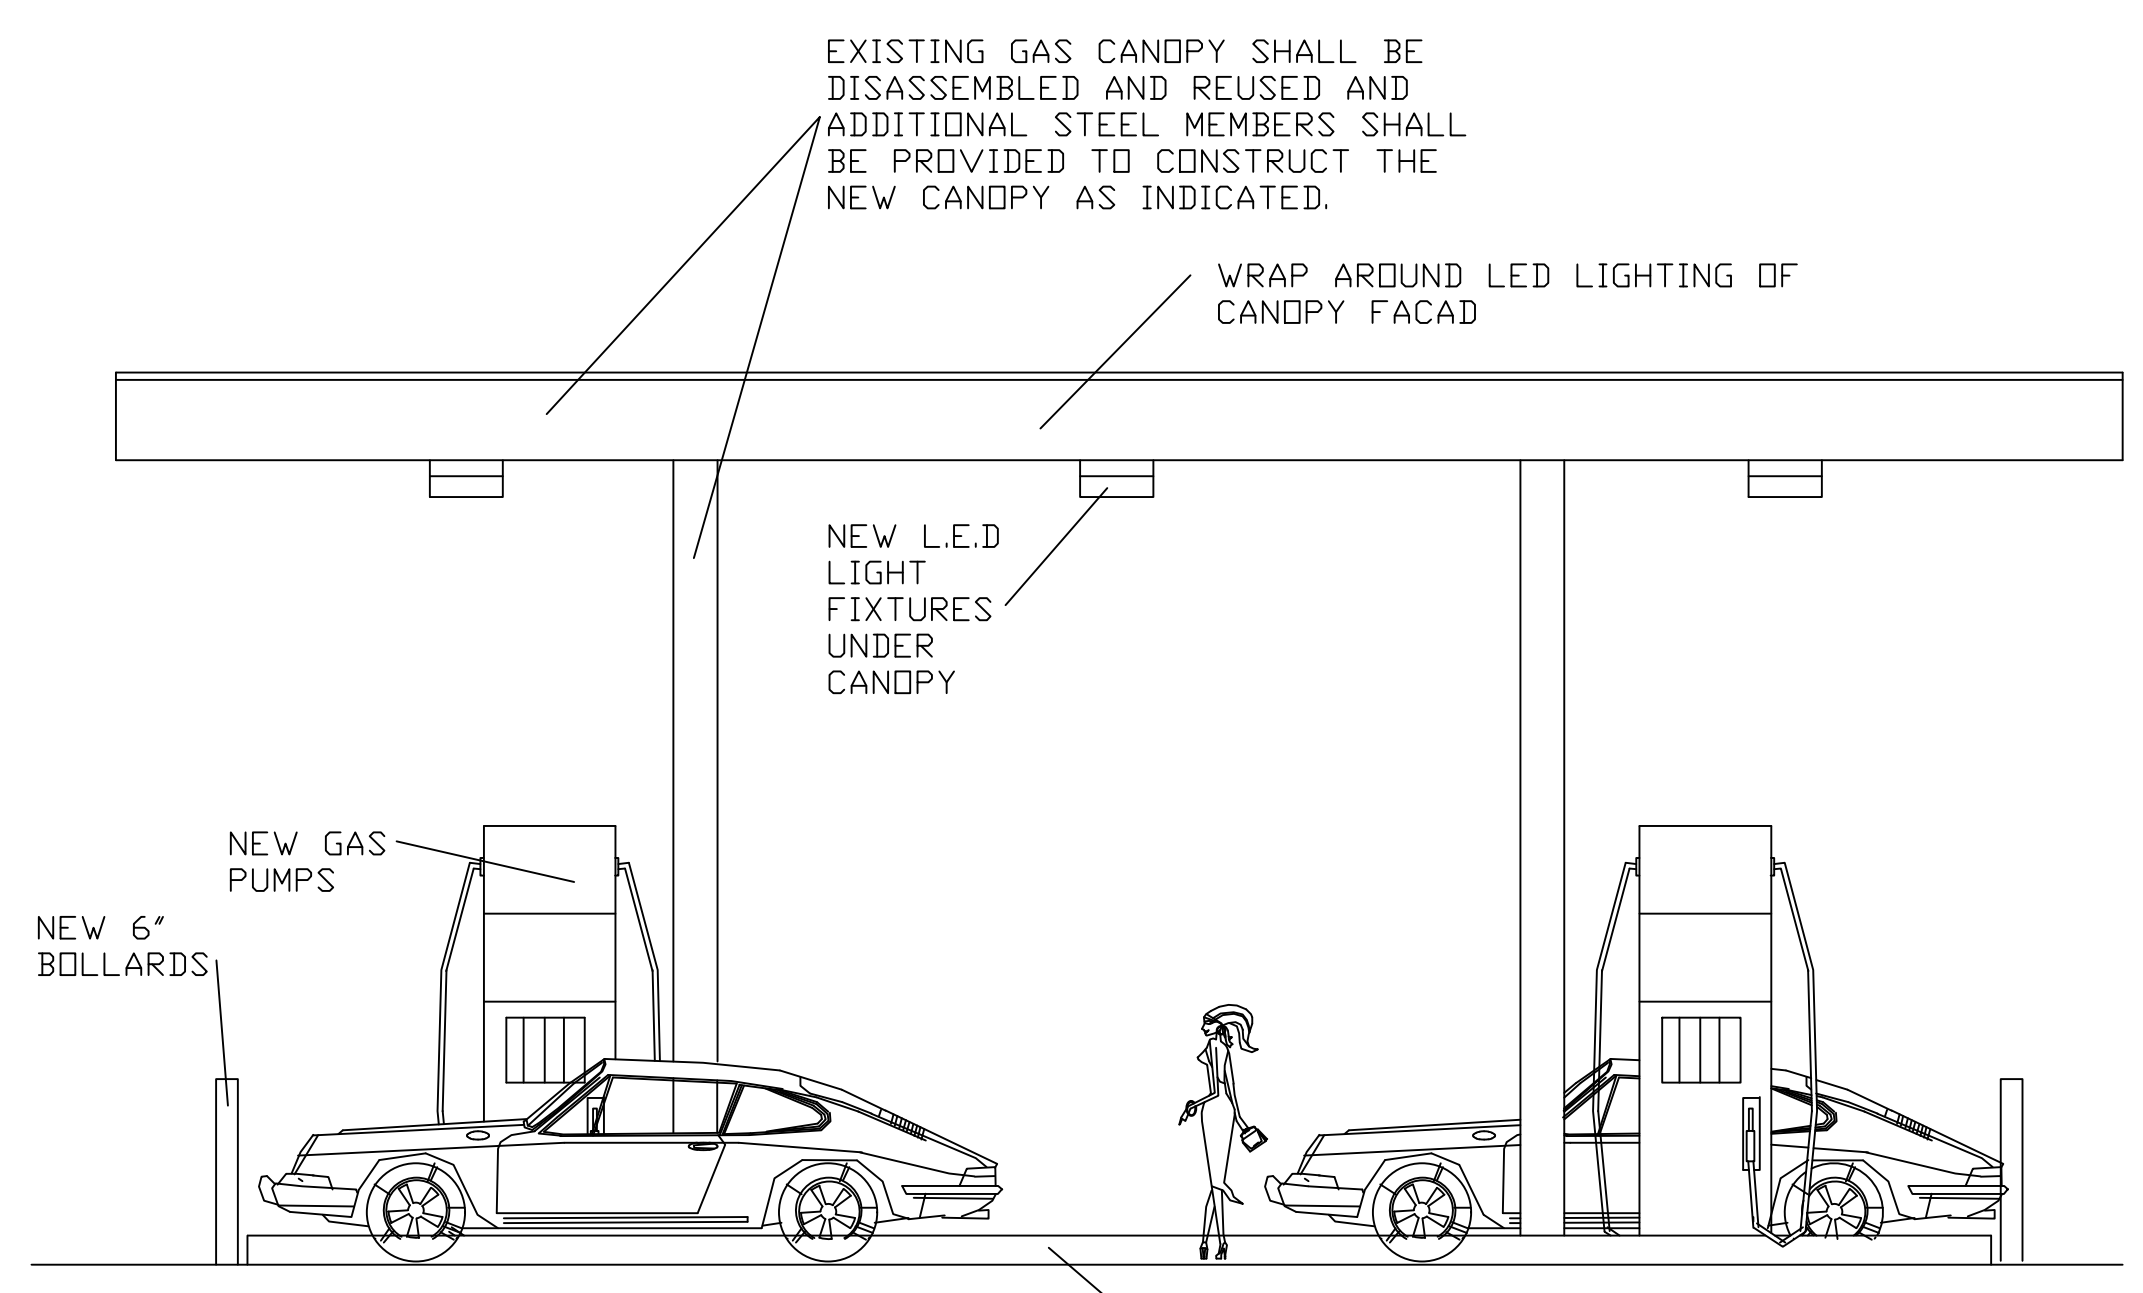 EXISTING GAS CANOPY SHALL BE
DISASSEMBLED AND REUSED AND
ADDITIONAL STEEL MEMBERS SHALL
BE PROVIDED TO CONSTRUCT THE
NEW CANOPY AS INDICATED.
WRAP AROUND LED LIGHTING OF
CANOPY FACAD
NEW L.E.D
LIGHT
FIXTURES
UNDER
CANOPY
NEW GAS
PUMPS
NEW 6"
BOLLARDS